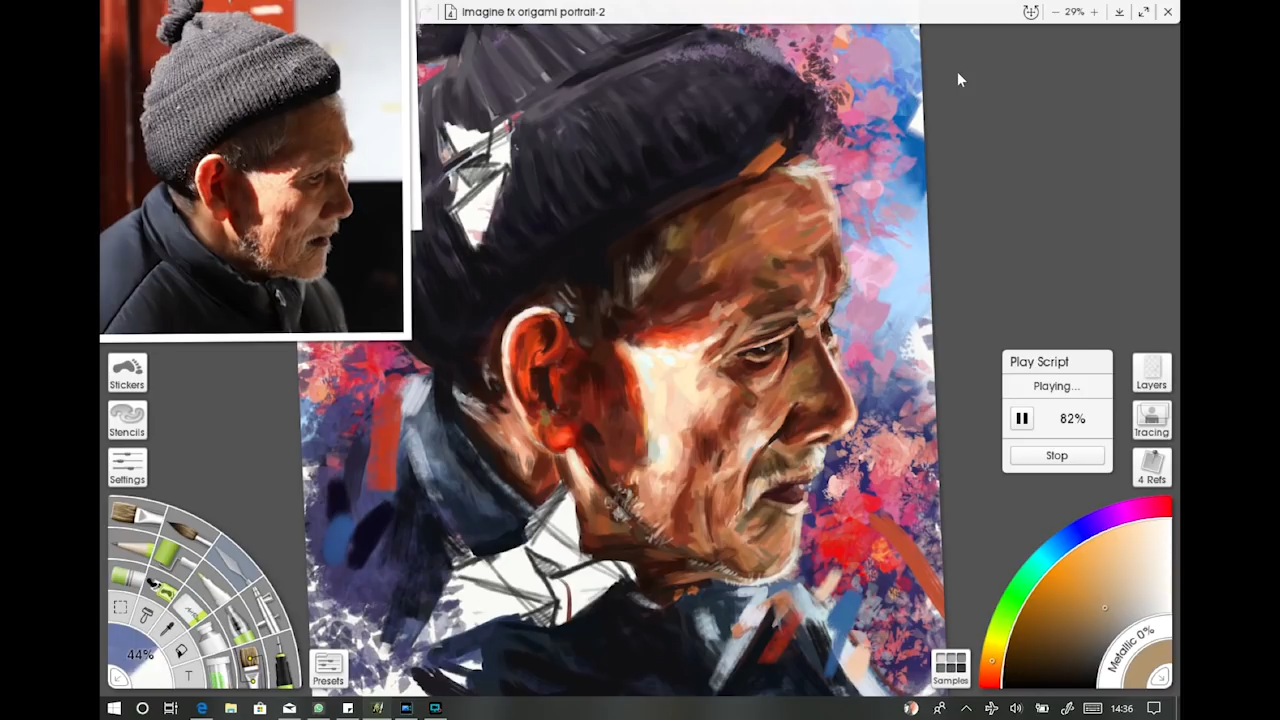 imagine fx origami portrait-2
29%
Play Script
Playing...
82%
Stop
Layers
Tracing
4 Refs
Stickers
Stencils
Settings
44%
T
Presets
Samples
Metallic 0%
14:36